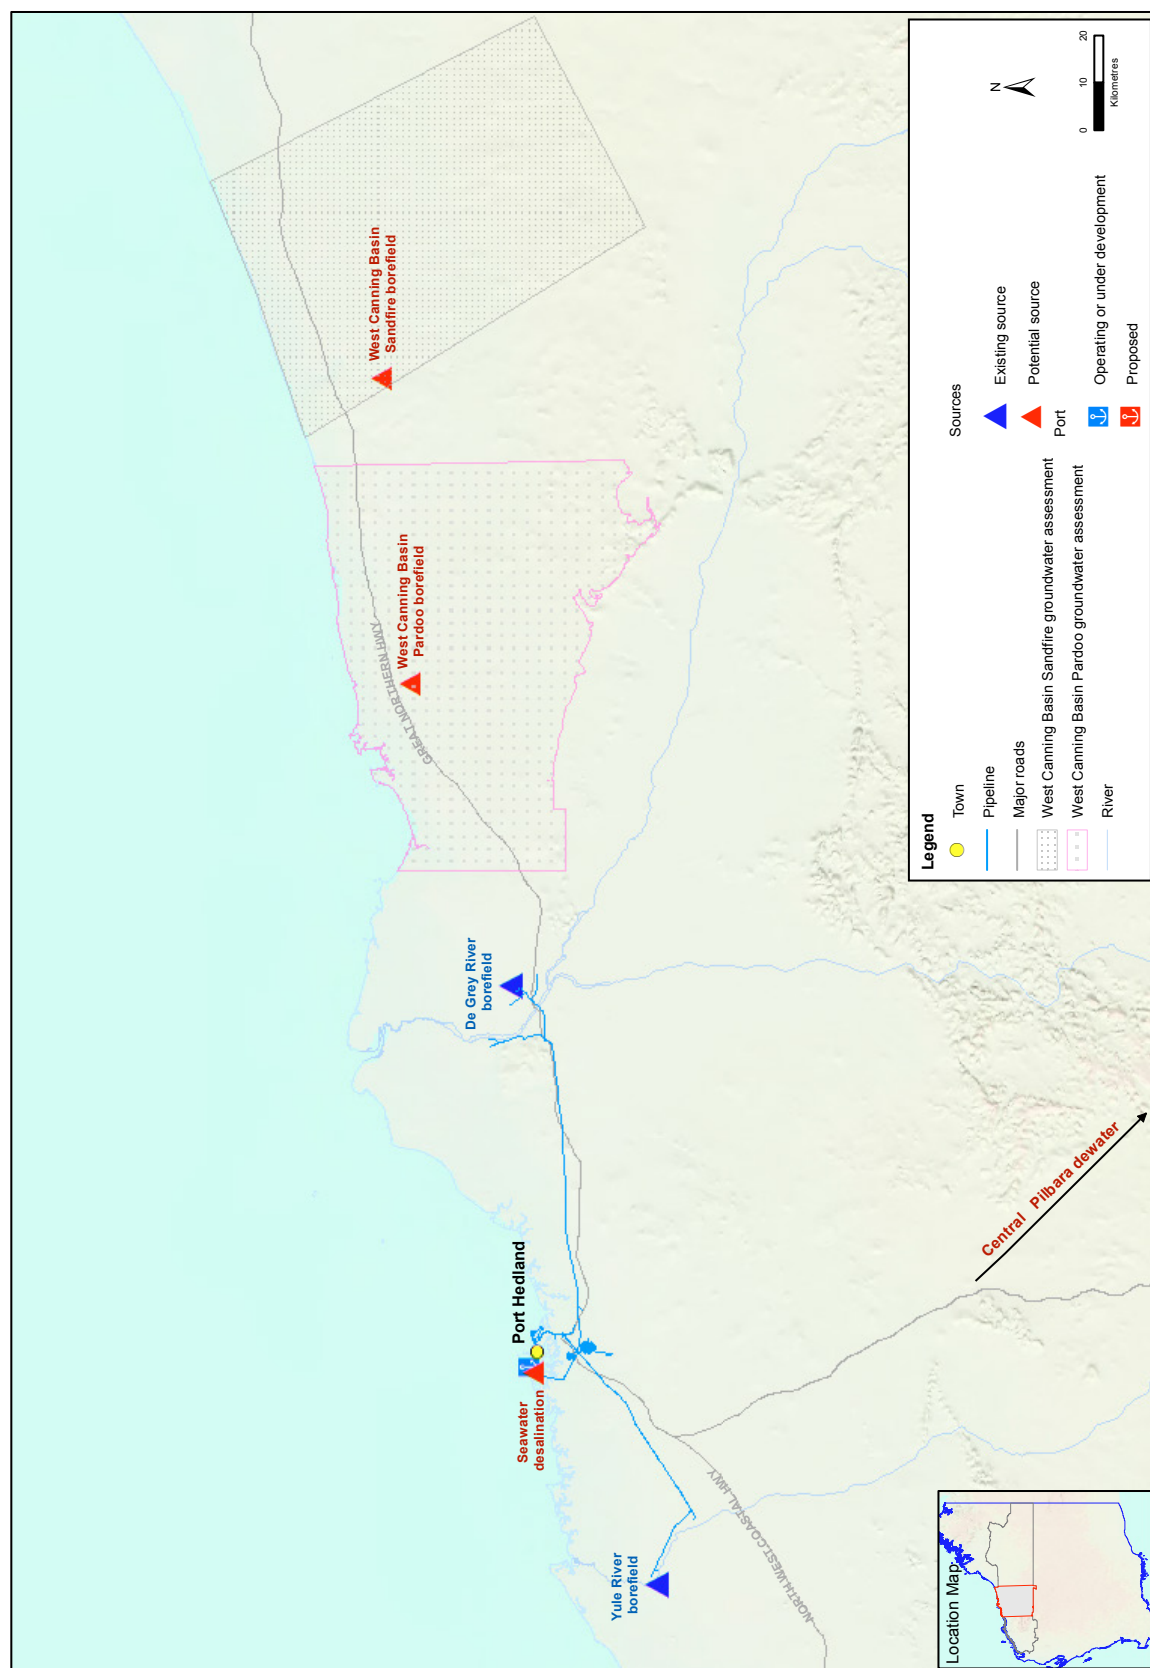 West Canning Basin
Sandfire borefield
West Canning Basin
Pardoo borefield
GREAT NORTHERN HWY
De Grey River
borefield
Port Hedland
Seawater
desalination
Yule River
borefield
NORTH WEST COASTAL HWY
Central Pilbara dewater
Location Map
Legend
Town
Pipeline
Major roads
West Canning Basin Sandfire groundwater assessment
West Canning Basin Pardoo groundwater assessment
River
Sources
Existing source
Potential source
Port
Operating or under development
Proposed
N
0 10 20
Kilometres